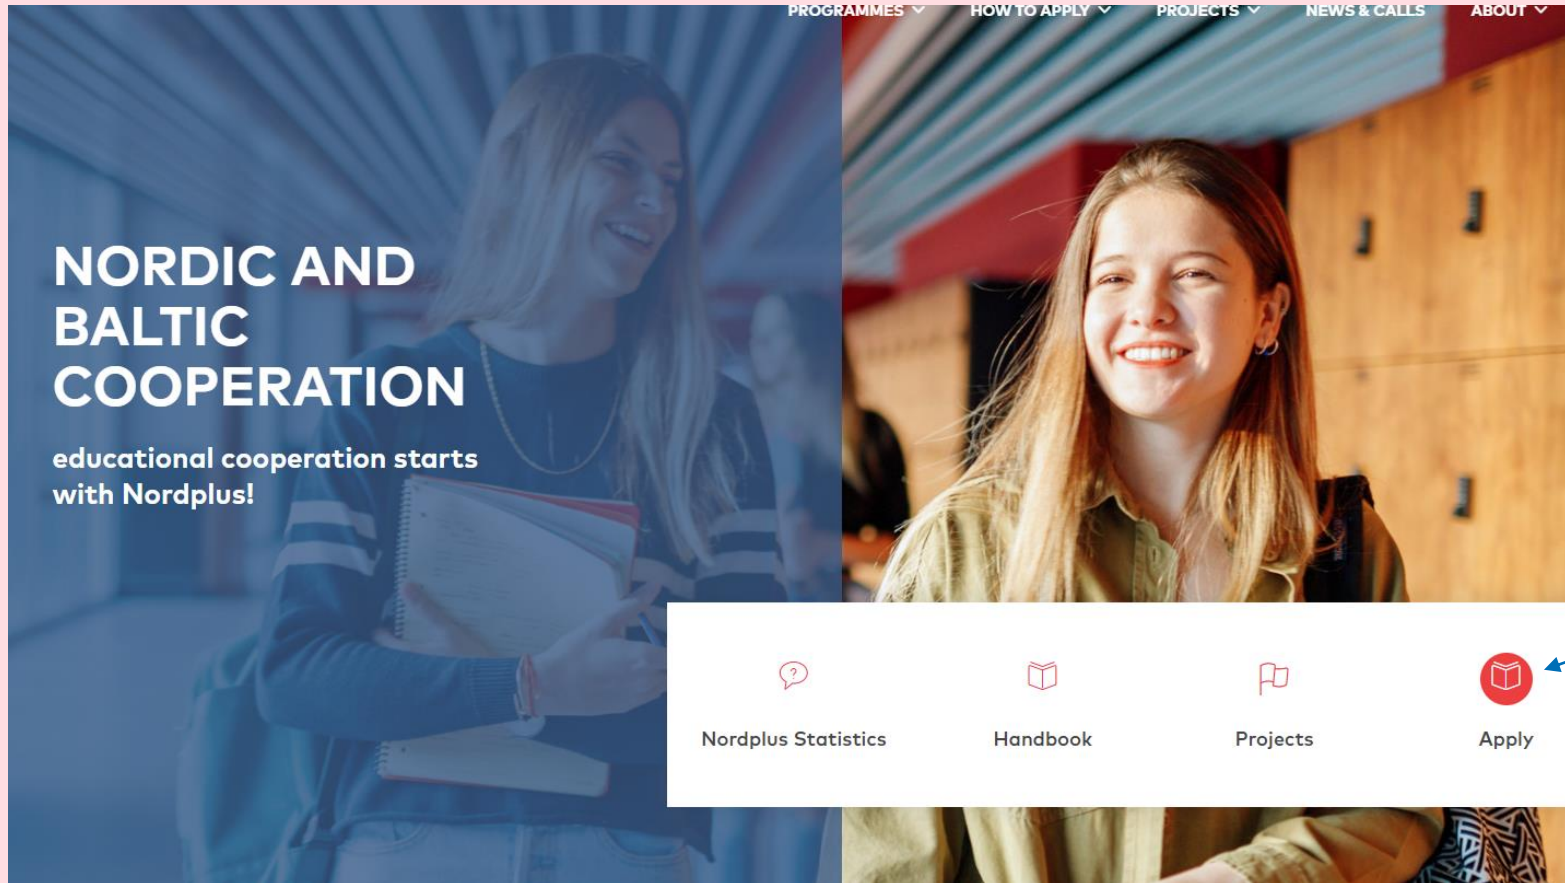 PROGRAMMES HOW TO APPLY PROJECTS NEWS & CALLS ABOUT
NORDIC AND
BALTIC
COOPERATION
educational cooperation starts
with Nordplus!
Nordplus Statistics Handbook Projects Apply